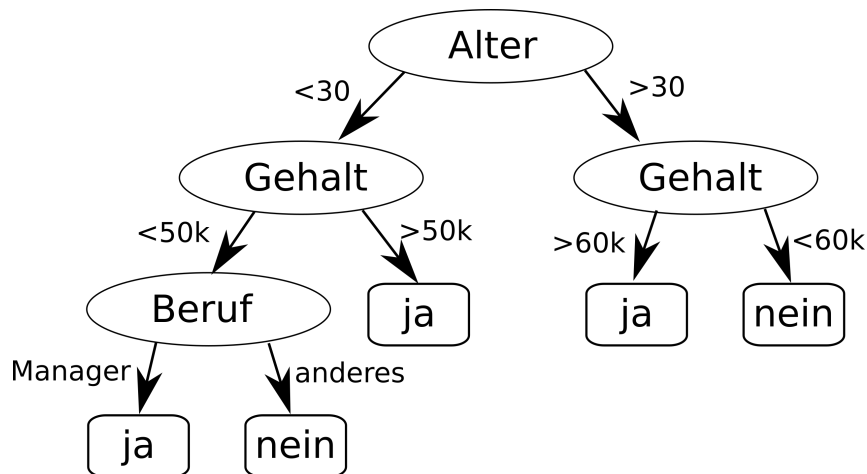 Alter
<30
>30
Gehalt
Gehalt
<50k
>50k
>60k
<60k
Beruf
ja
ja
nein
Manager
anderes
ja
nein